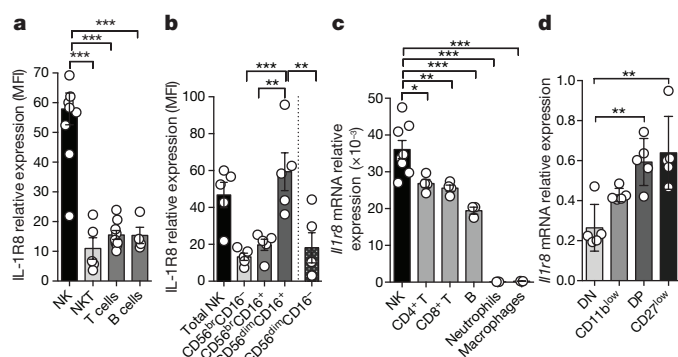 a
IL-1R8 relative expression (MFI)
70
60
50
40
30
20
10
0
***
***
***
NK
NKT
T cells
B cells
b
IL-1R8 relative expression (MFI)
100
80
60
40
20
0
***
**
**
Total NK
CD56brCD16−
CD56brCD16+
CD56dimCD16+
CD56dimCD16−
c
Il1r8 mRNA relative
expression (×10−3)
50
40
30
20
10
0
***
***
***
**
*
NK
CD4+ T
CD8+ T
B
Neutrophils
Macrophages
d
Il1r8 mRNA relative expression
1.0
0.8
0.6
0.4
0.2
0.0
**
**
DN
CD11blow
DP
CD27low